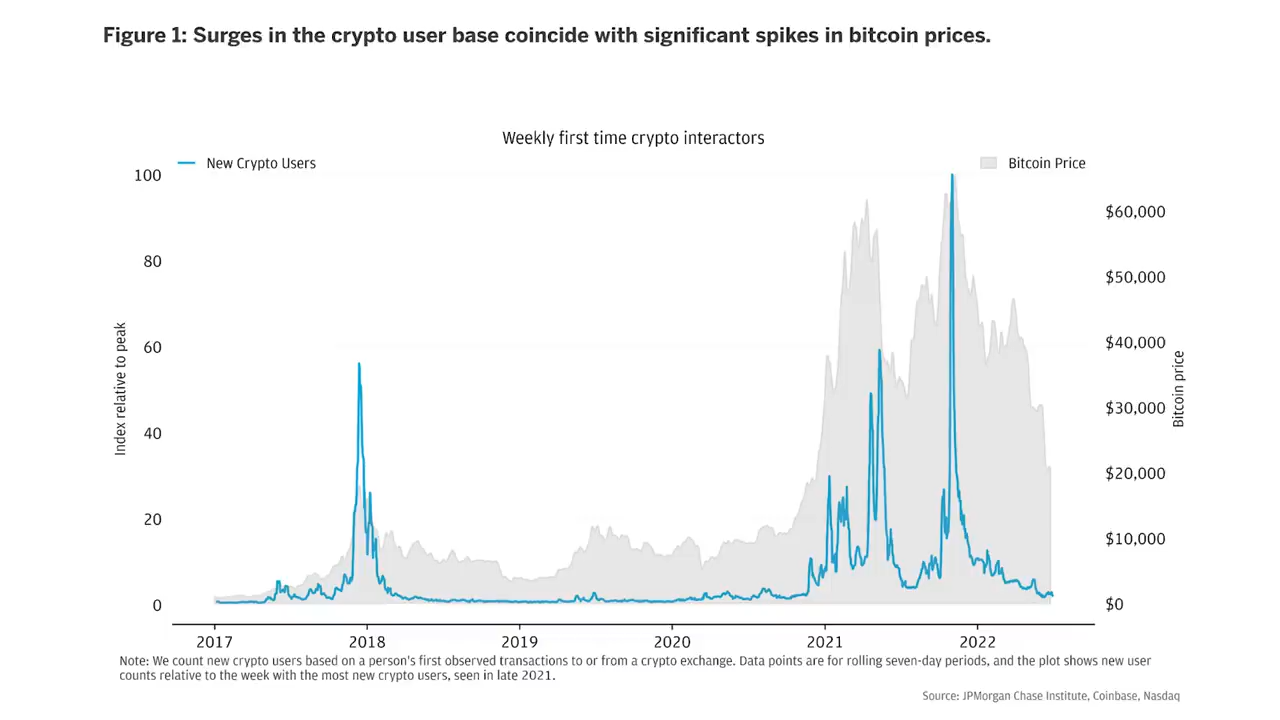 Figure 1: Surges in the crypto user base coincide with significant spikes in bitcoin prices.
Weekly first time crypto interactors
New Crypto Users
Bitcoin Price
100
80
60
40
20
0
Index relative to peak
$60,000
$50,000
$40,000
$30,000
$20,000
$10,000
$0
Bitcoin price
2017 2018 2019 2020 2021 2022
Note: We count new crypto users based on a person's first observed transactions to or from a crypto exchange. Data points are for rolling seven-day periods, and the plot shows new user
counts relative to the week with the most new crypto users, seen in late 2021.
Source: JPMorgan Chase Institute, Coinbase, Nasdaq